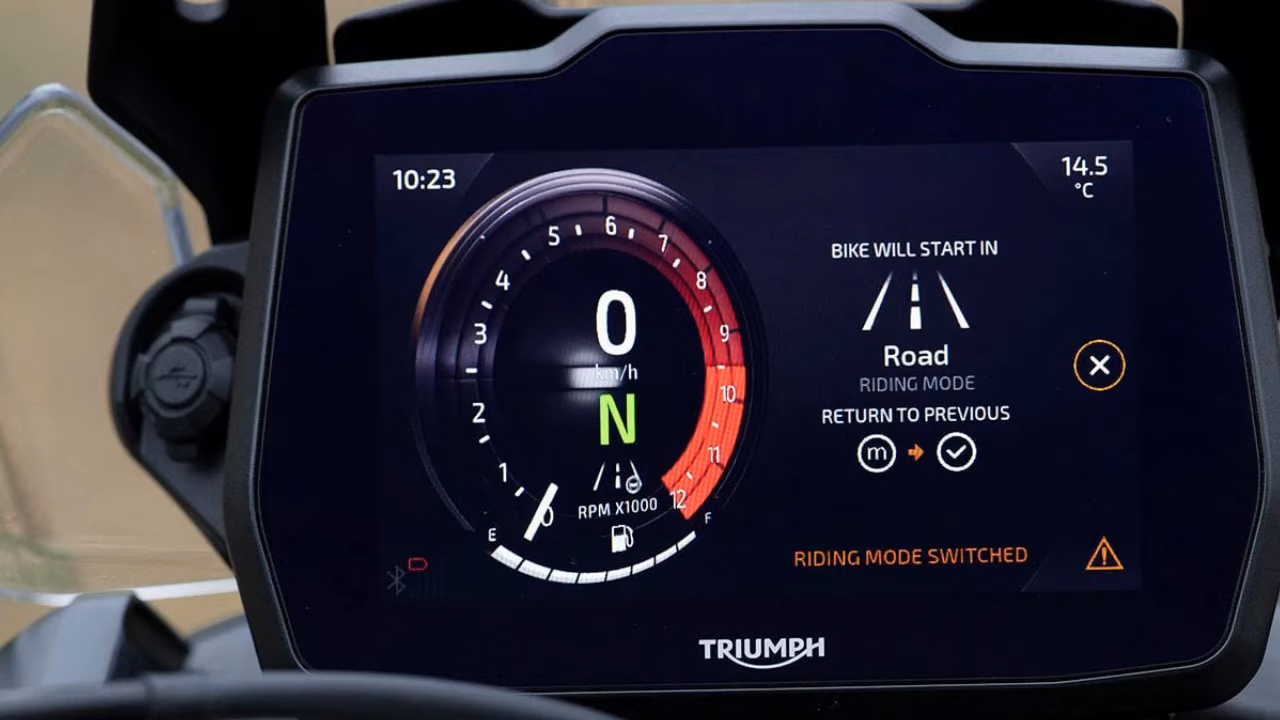 10:23
14.5
°C
5
6
7
4
8
3
9
2
10
1
11
0
12
0
km/h
N
RPM X1000
E
F
BIKE WILL START IN
Road
RIDING MODE
RETURN TO PREVIOUS
m
RIDING MODE SWITCHED
TRIUMPH